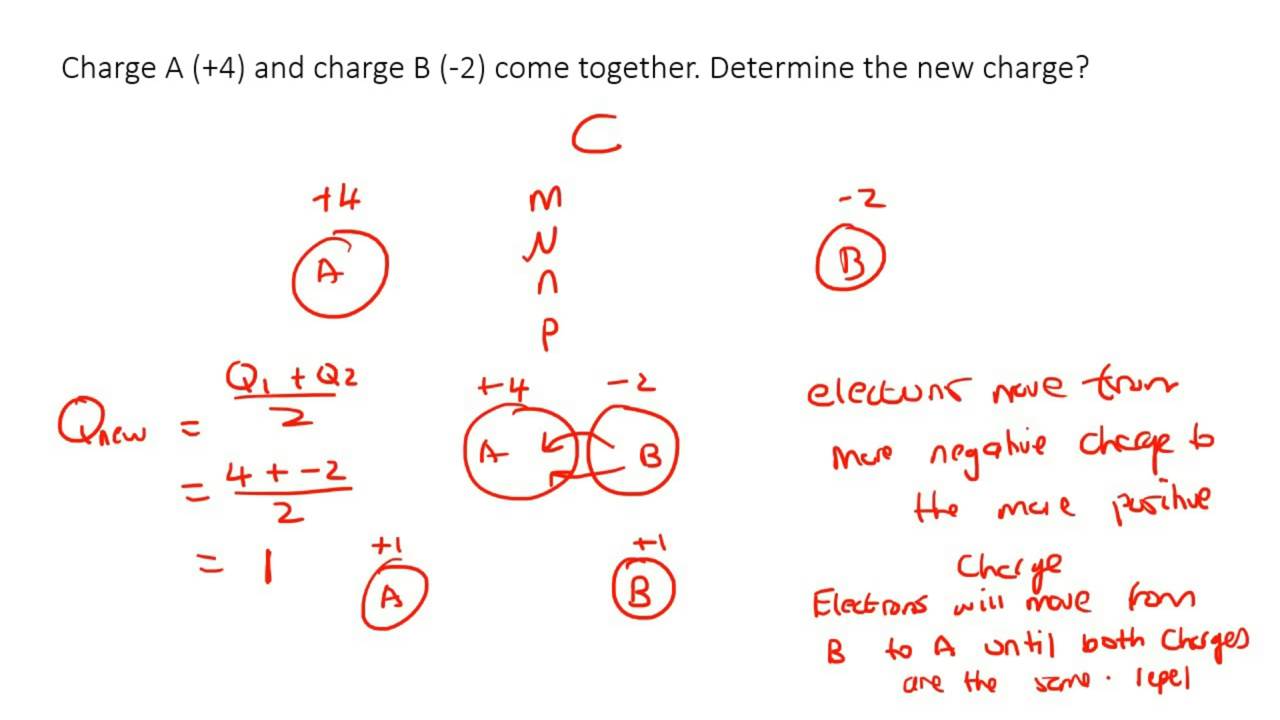 Charge A (+4) and charge B (-2) come together. Determine the new charge?
C
+4
m
-2
A
N
B
n
P
Q1 + Q2
2
Qnew =
= 4 + -2
2
= 1
+4
-2
A
B
+1
A
+1
B
electrons move from
more negative charge to
the more positive
charge
Electrons will move from
B to A until both charges
are the same. repel